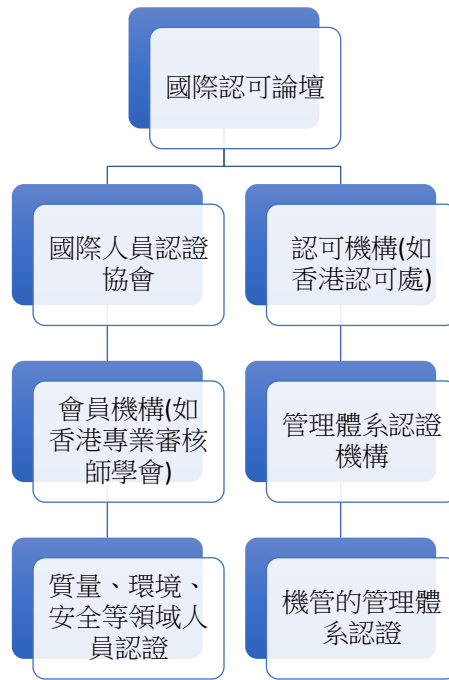 國際認可論壇
國際人員認證
協會
認可機構(如
香港認可處)
會員機構(如
香港專業審核
師學會)
管理體系認證
機構
質量、環境、
安全等領域人
員認證
機管的管理體
系認證